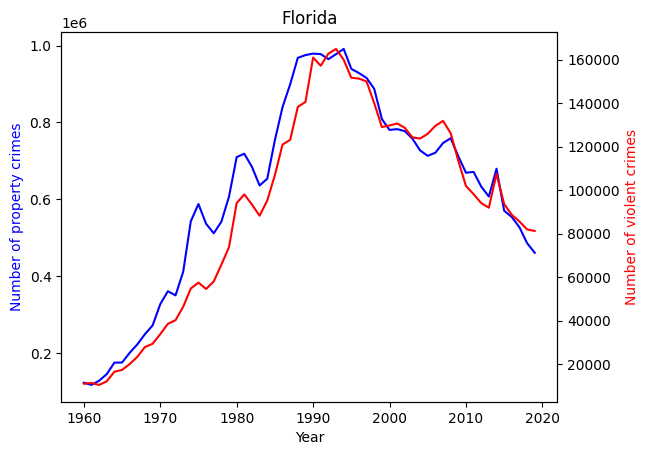 Florida
1e6
1.0
0.8
0.6
0.4
0.2
Number of property crimes
160000
140000
120000
100000
80000
60000
40000
20000
Number of violent crimes
1960 1970 1980 1990 2000 2010 2020
Year